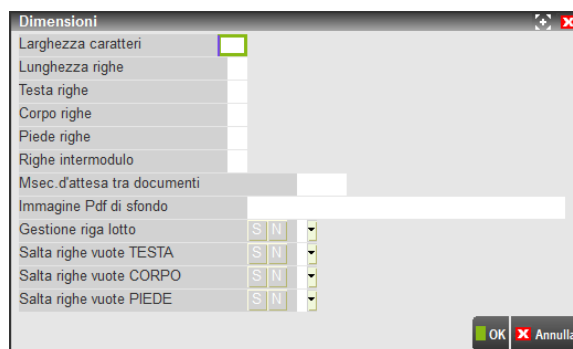 Dimensioni
Larghezza caratteri
Lunghezza righe
Testa righe
Corpo righe
Piede righe
Righe intermodulo
Msec.d'attesa tra documenti
Immagine Pdf di sfondo
Gestione riga lotto S N
Salta righe vuote TESTA S N
Salta righe vuote CORPO S N
Salta righe vuote PIEDE S N
OK Annulla